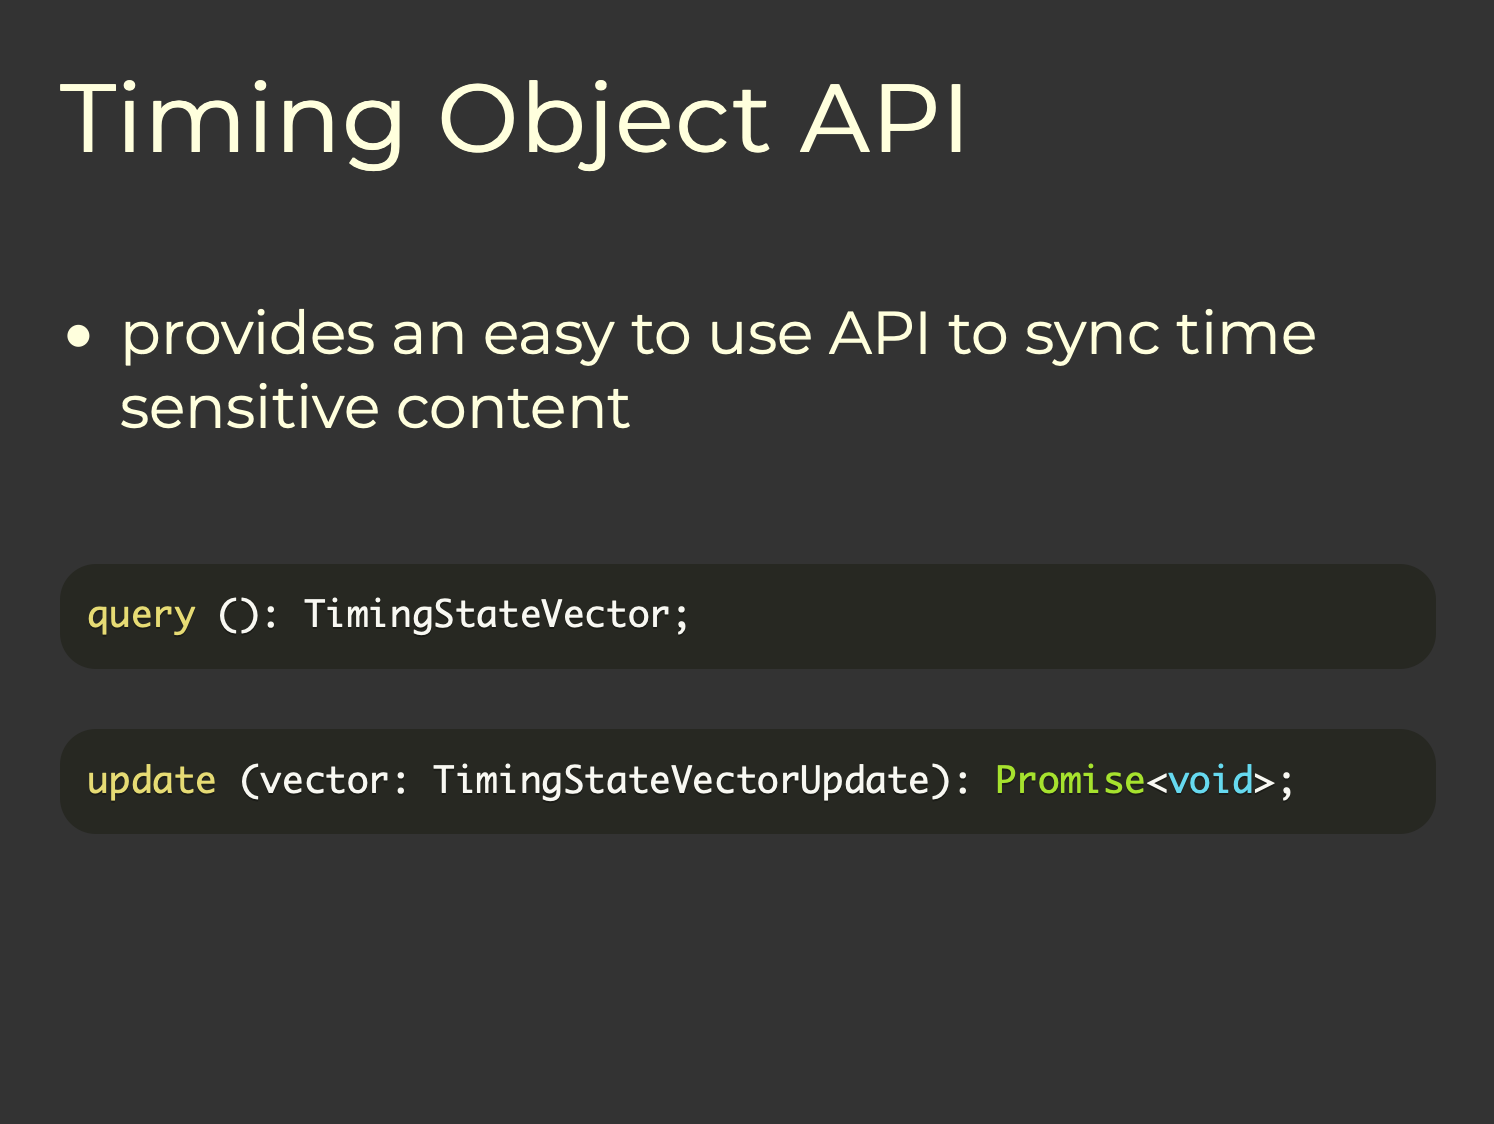 Timing Object API
• provides an easy to use API to sync time
sensitive content
query (): TimingStateVector;
update (vector: TimingStateVectorUpdate): Promise<void>;